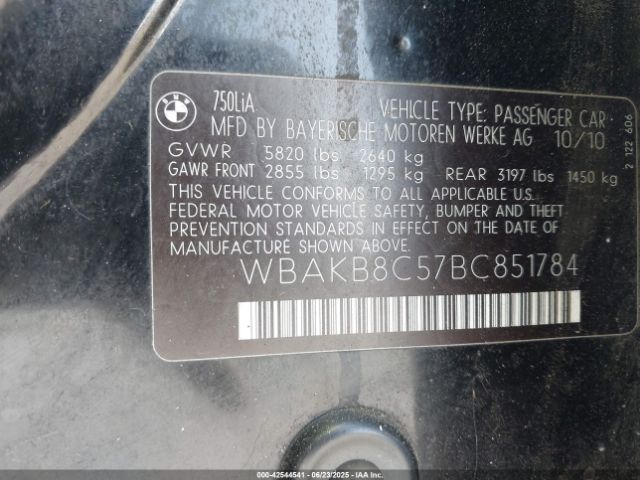 BMW
750LiA VEHICLE TYPE: PASSENGER CAR
MFD BY BAYERISCHE MOTOREN WERKE AG 10/10
GVWR 5820 lbs 2640 kg
GAWR FRONT 2855 lbs 1295 kg REAR 3197 lbs 1450 kg
THIS VEHICLE CONFORMS TO ALL APPLICABLE U.S.
FEDERAL MOTOR VEHICLE SAFETY, BUMPER AND THEFT
PREVENTION STANDARDS IN EFFECT ON THE DATE OF
MANUFACTURE SHOWN ABOVE.
WBAKB8C57BC851784
2 122 606
000-42544541 - 06/23/2025 - IAA Inc.